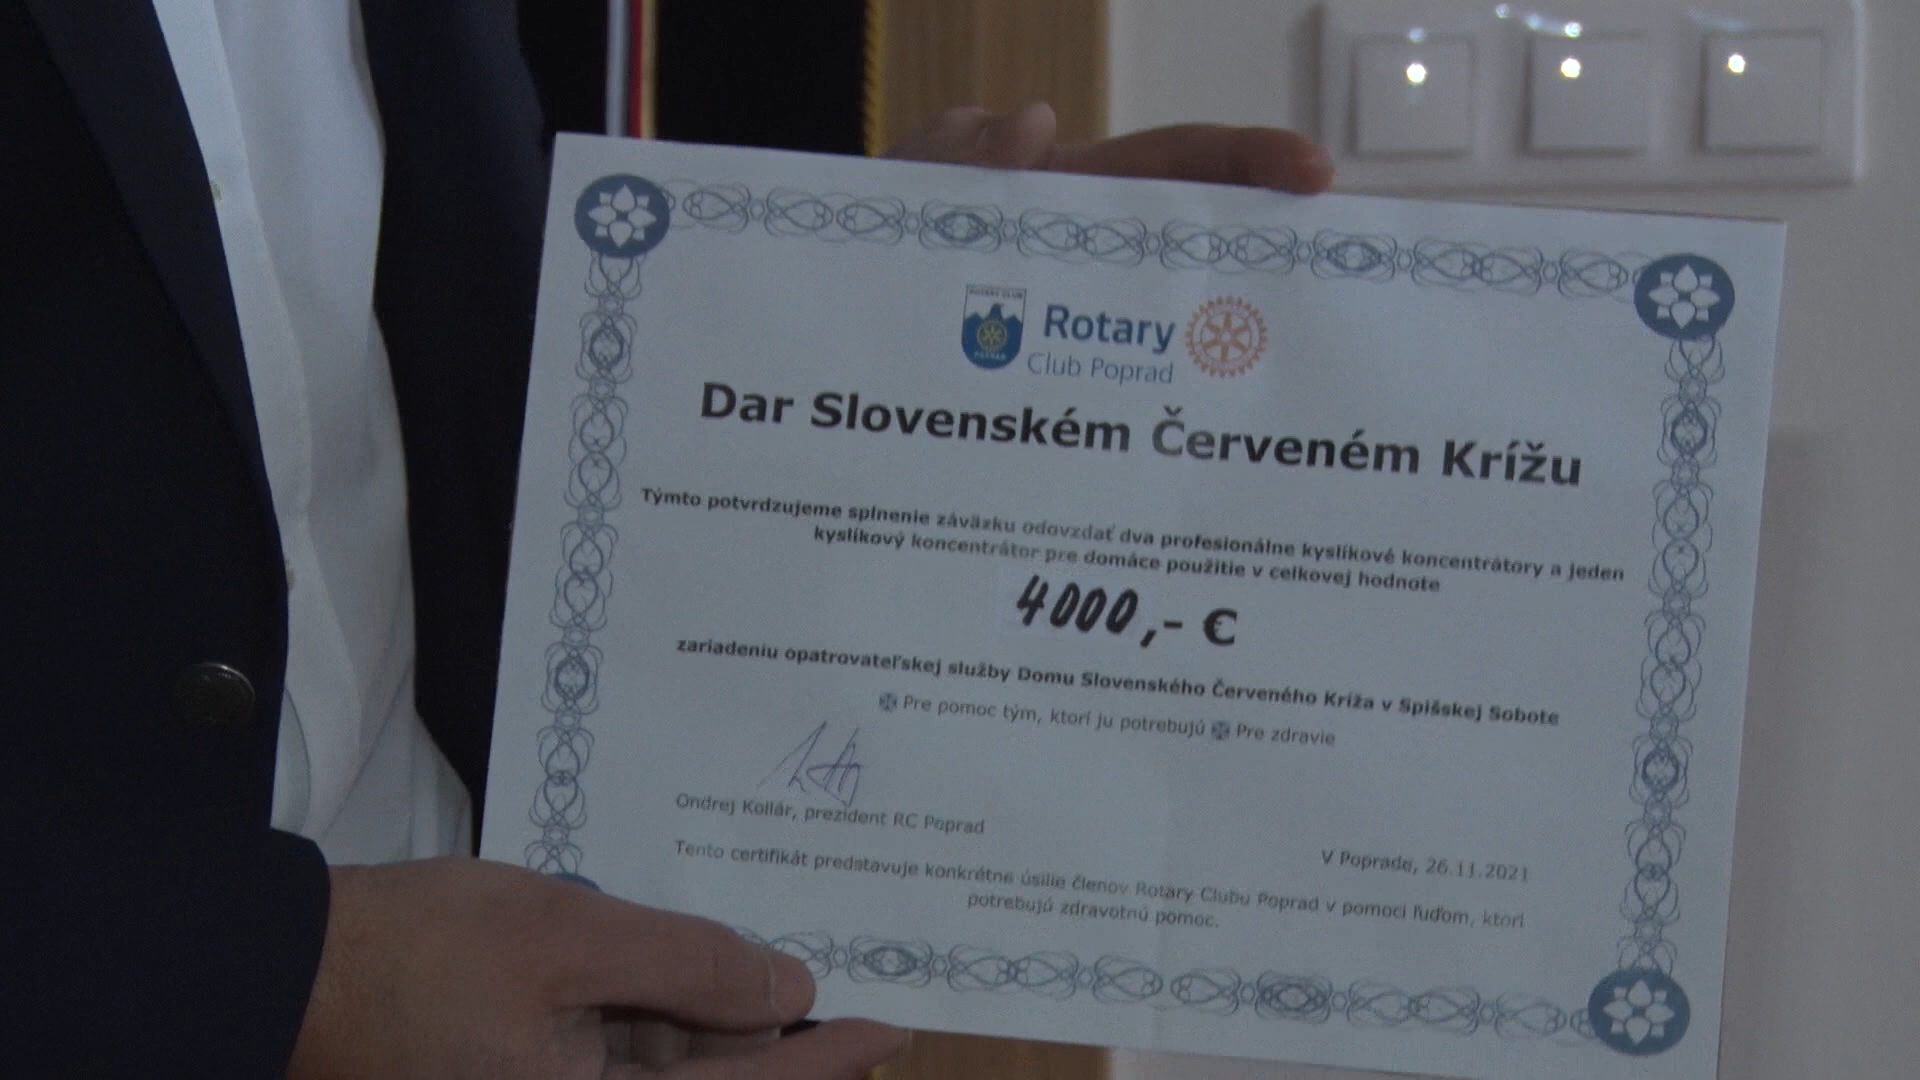 ROTARY CLUB
POPRAD
Rotary
Club Poprad
Dar Slovenském Červeném Krížu
Týmto potvrdzujeme splnenie záväzku odovzdať dva profesionálne kyslíkové koncentrátory a jeden
kyslíkový koncentrátor pre domáce použitie v celkovej hodnote
4000,- €
zariadeniu opatrovateľskej služby Domu Slovenského Červeného Kríža v Spišskej Sobote
Pre pomoc tým, ktorí ju potrebujú Pre zdravie
Ondrej Kollár, prezident RC Poprad
V Poprade, 26.11.2021
Tento certifikát predstavuje konkrétne úsilie členov Rotary Clubu Poprad v pomoci ľuďom, ktorí
potrebujú zdravotnú pomoc.